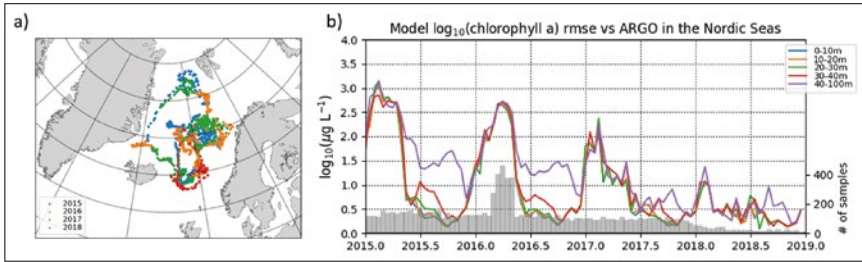 a)
2015
2016
2017
2018
b)
Model log₁₀(chlorophyll a) rmse vs ARGO in the Nordic Seas
log₁₀(µg L⁻¹)
4.0
3.5
3.0
2.5
2.0
1.5
1.0
0.5
0.0
0-10m
10-20m
20-30m
30-40m
40-100m
400
200
0
# of samples
2015.0 2015.5 2016.0 2016.5 2017.0 2017.5 2018.0 2018.5 2019.0